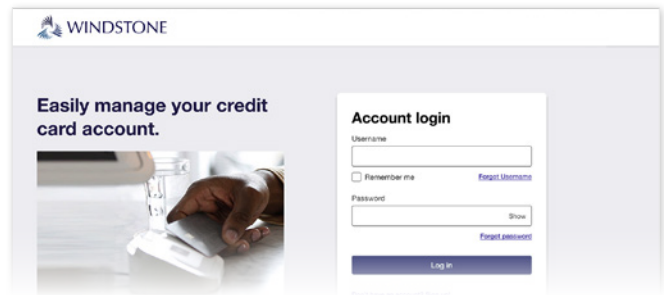 WINDSTONE
Easily manage your credit
card account.
Account login
Username
Remember me
Forgot Username
Password
Show
Forgot password
Log in